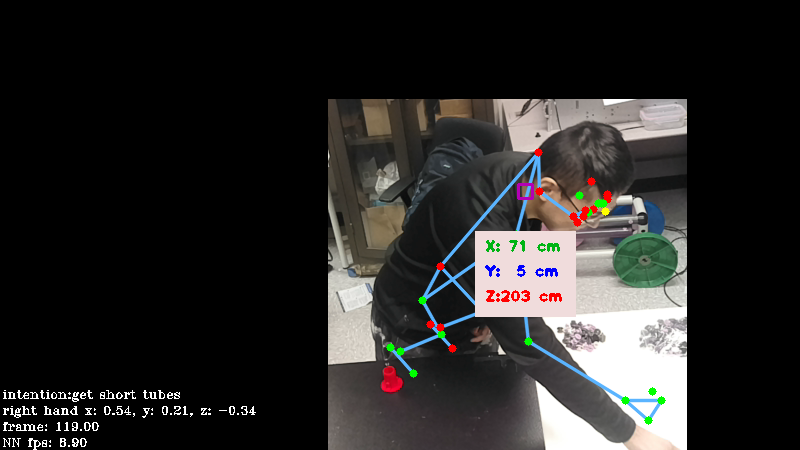 X: 71 cm
Y: 5 cm
Z:203 cm
intention:get short tubes
right hand x: 0.54, y: 0.21, z: -0.34
frame: 119.00
NN fps: 8.90